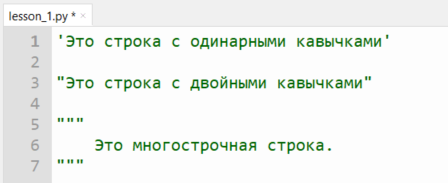 lesson_1.py *
1 'Это строка с одинарными кавычками'
2
3 "Это строка с двойными кавычками"
4
5 """
6     Это многострочная строка.
7 """